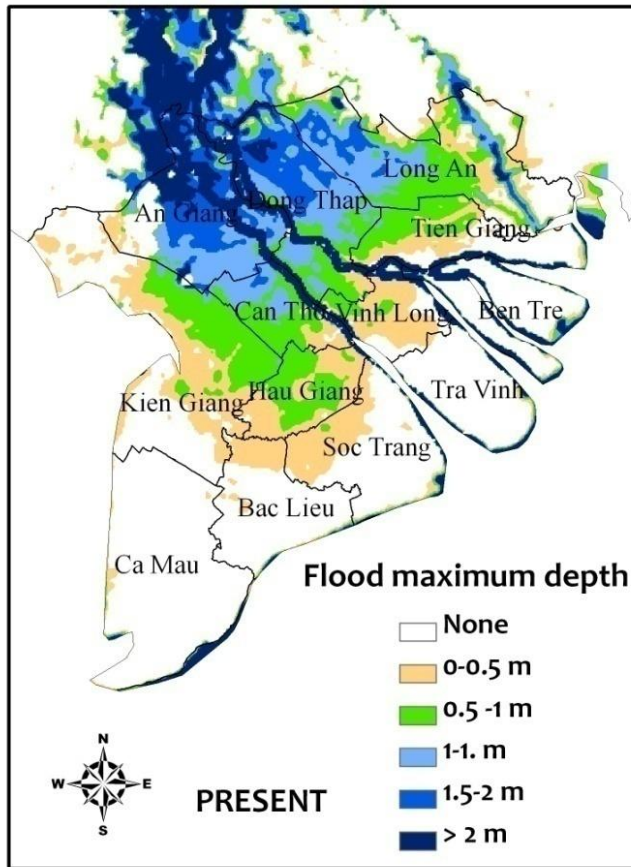 Long An
Dong Thap
An Giang
Tien Giang
Can Tho
Vinh Long
Ben Tre
Hau Giang
Kien Giang
Tra Vinh
Soc Trang
Bac Lieu
Ca Mau
Flood maximum depth
None
0-0.5 m
0.5 -1 m
1-1. m
1.5-2 m
> 2 m
N
W E
S
PRESENT